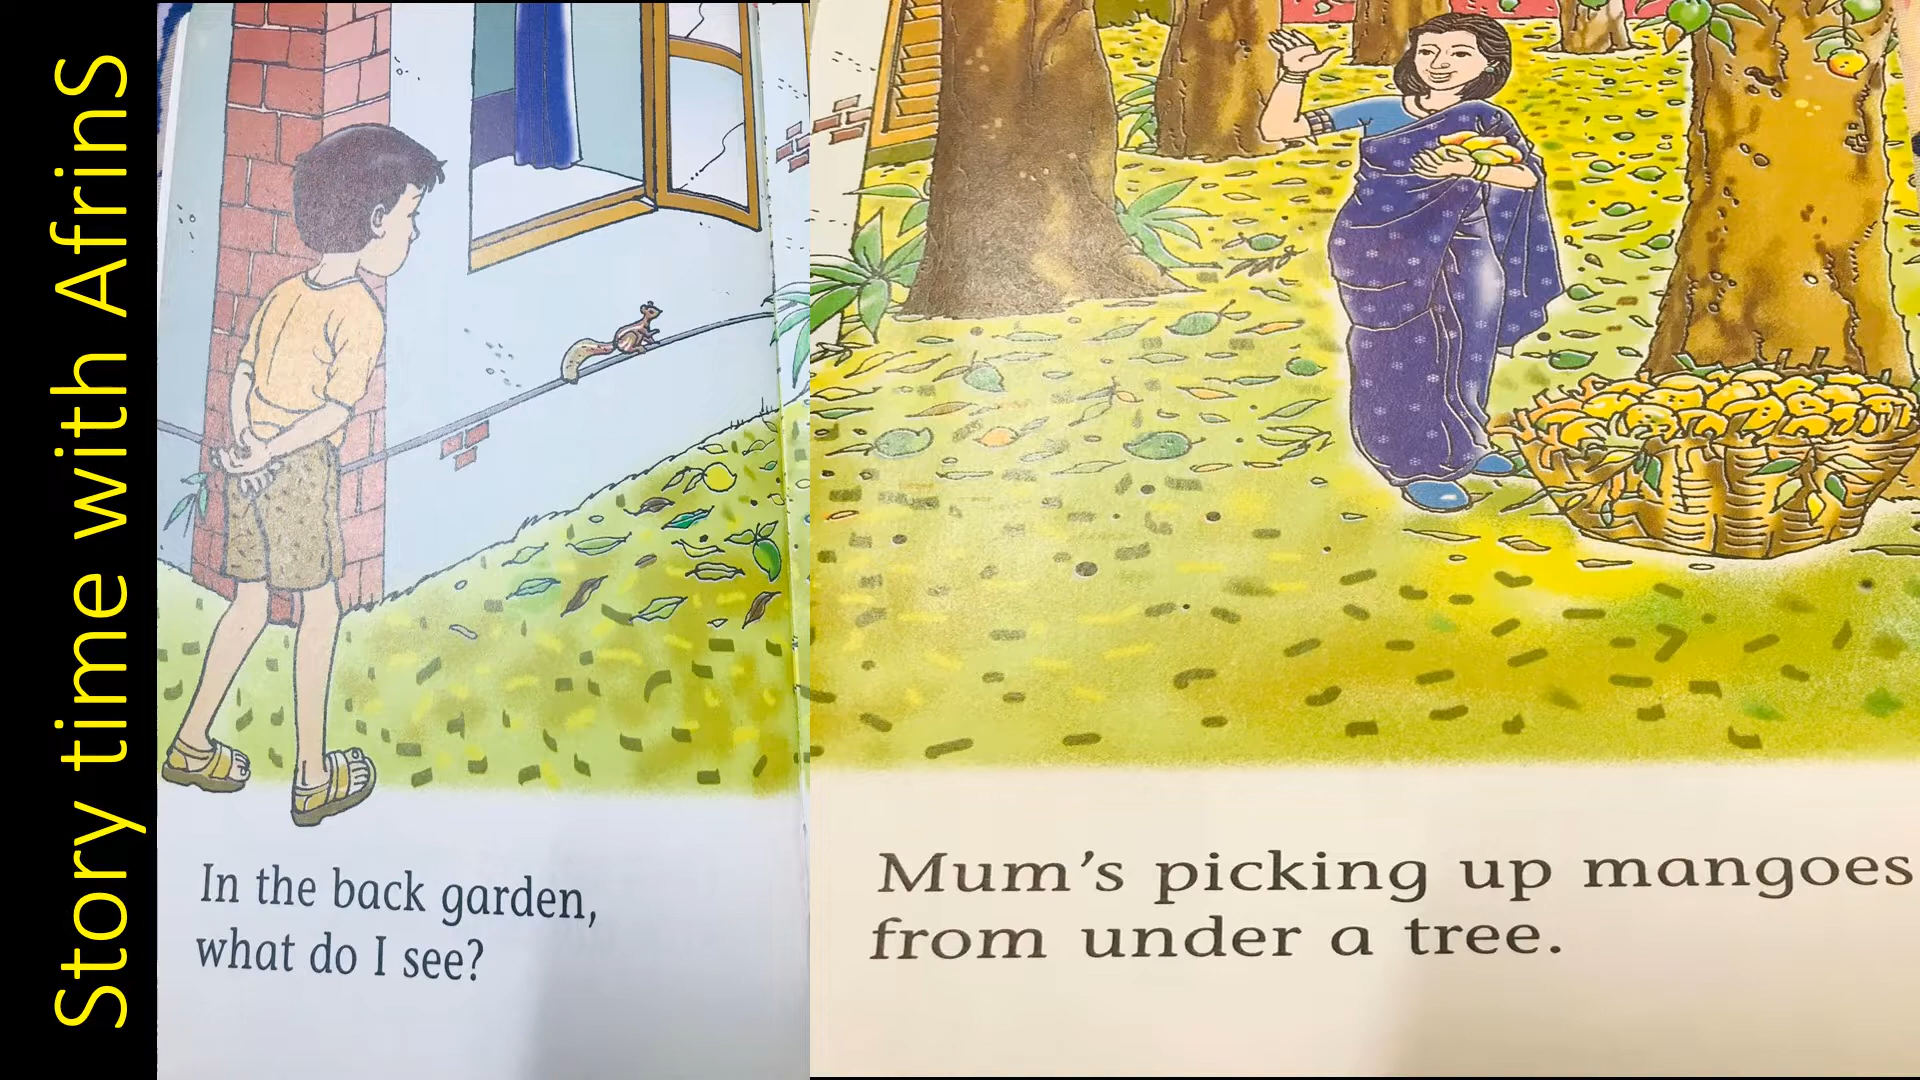 Story time with AfrinS
In the back garden,
what do I see?
Mum's picking up mangoes
from under a tree.